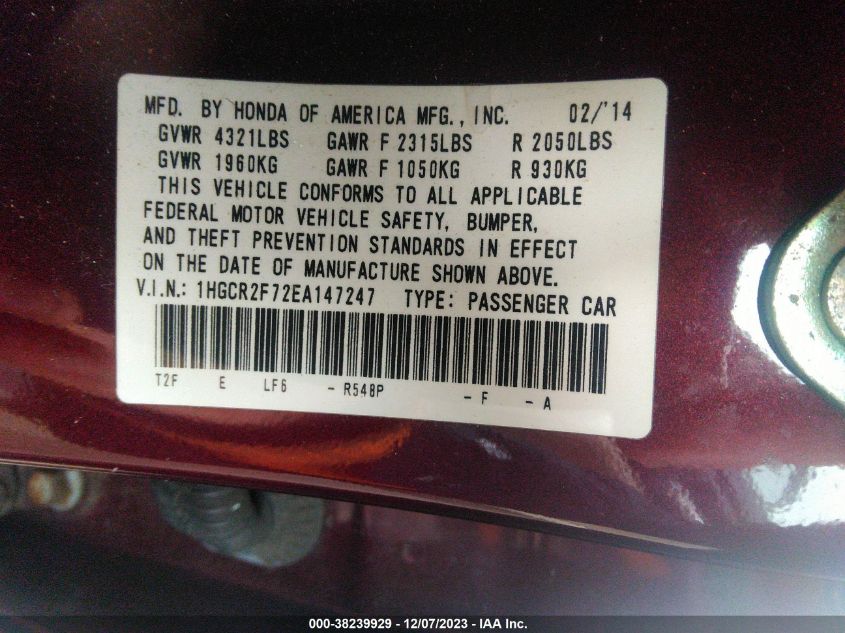 MFD. BY HONDA OF AMERICA MFG., INC. 02/'14
GVWR 4321LBS GAWR F 2315LBS R 2050LBS
GVWR 1960KG GAWR F 1050KG R 930KG
THIS VEHICLE CONFORMS TO ALL APPLICABLE
FEDERAL MOTOR VEHICLE SAFETY, BUMPER,
AND THEFT PREVENTION STANDARDS IN EFFECT
ON THE DATE OF MANUFACTURE SHOWN ABOVE.
V.I.N.: 1HGCR2F72EA147247 TYPE: PASSENGER CAR
T2F E LF6 - R548P - F - A
000-38239929 - 12/07/2023 - IAA Inc.